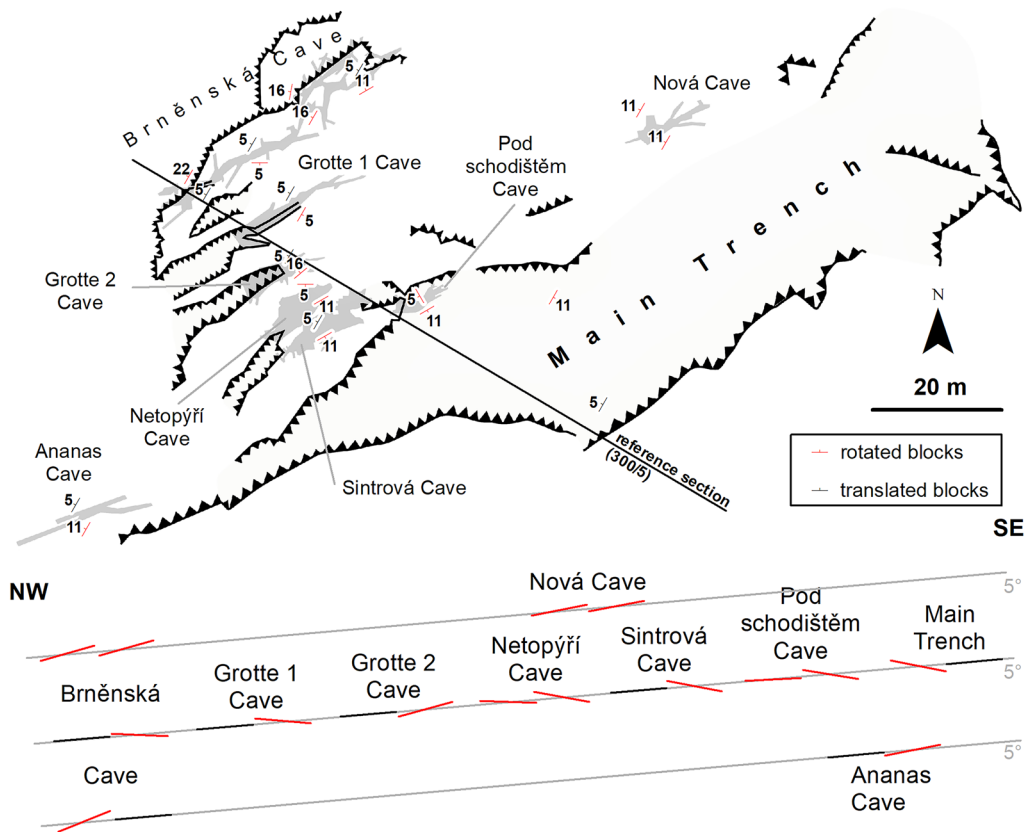 Brněnská Cave
5
11
16
16
Nová Cave
11
11
5
Pod
schodištěm
Cave
22
5
5
Grotte 1 Cave
5
5
Main Trench
5
16
Grotte 2
Cave
5
11
5
11
5
11
11
N
20 m
Netopýří
Cave
5
reference section
(300/5)
rotated blocks
translated blocks
Ananas
Cave
5
11
Sintrová Cave
SE
NW
Nová Cave
5°
Pod
schodištěm
Cave
Main
Trench
Sintrová
Cave
Netopýří
Cave
Grotte 2
Cave
Grotte 1
Cave
Brněnská
5°
5°
Cave
Ananas
Cave